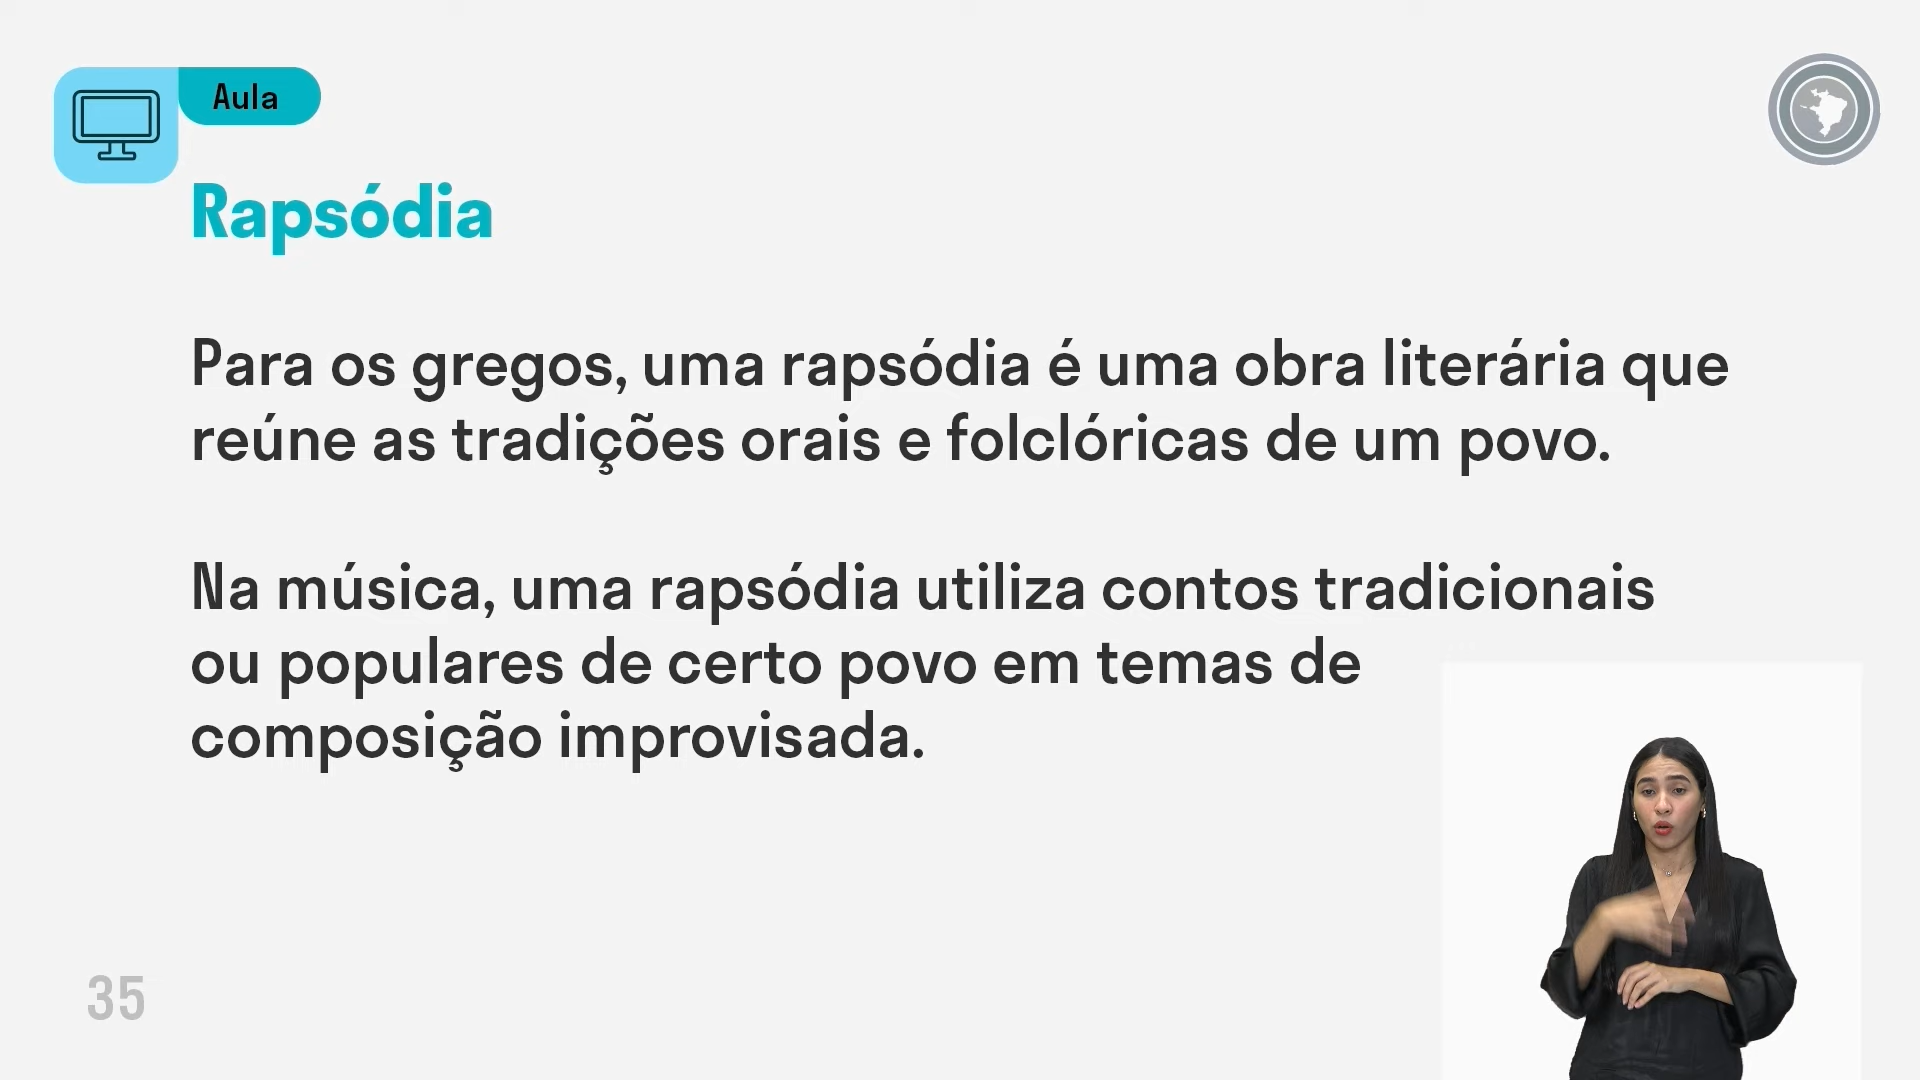 Aula
Rapsódia
Para os gregos, uma rapsódia é uma obra literária que
reúne as tradições orais e folclóricas de um povo.
Na música, uma rapsódia utiliza contos tradicionais
ou populares de certo povo em temas de
composição improvisada.
35